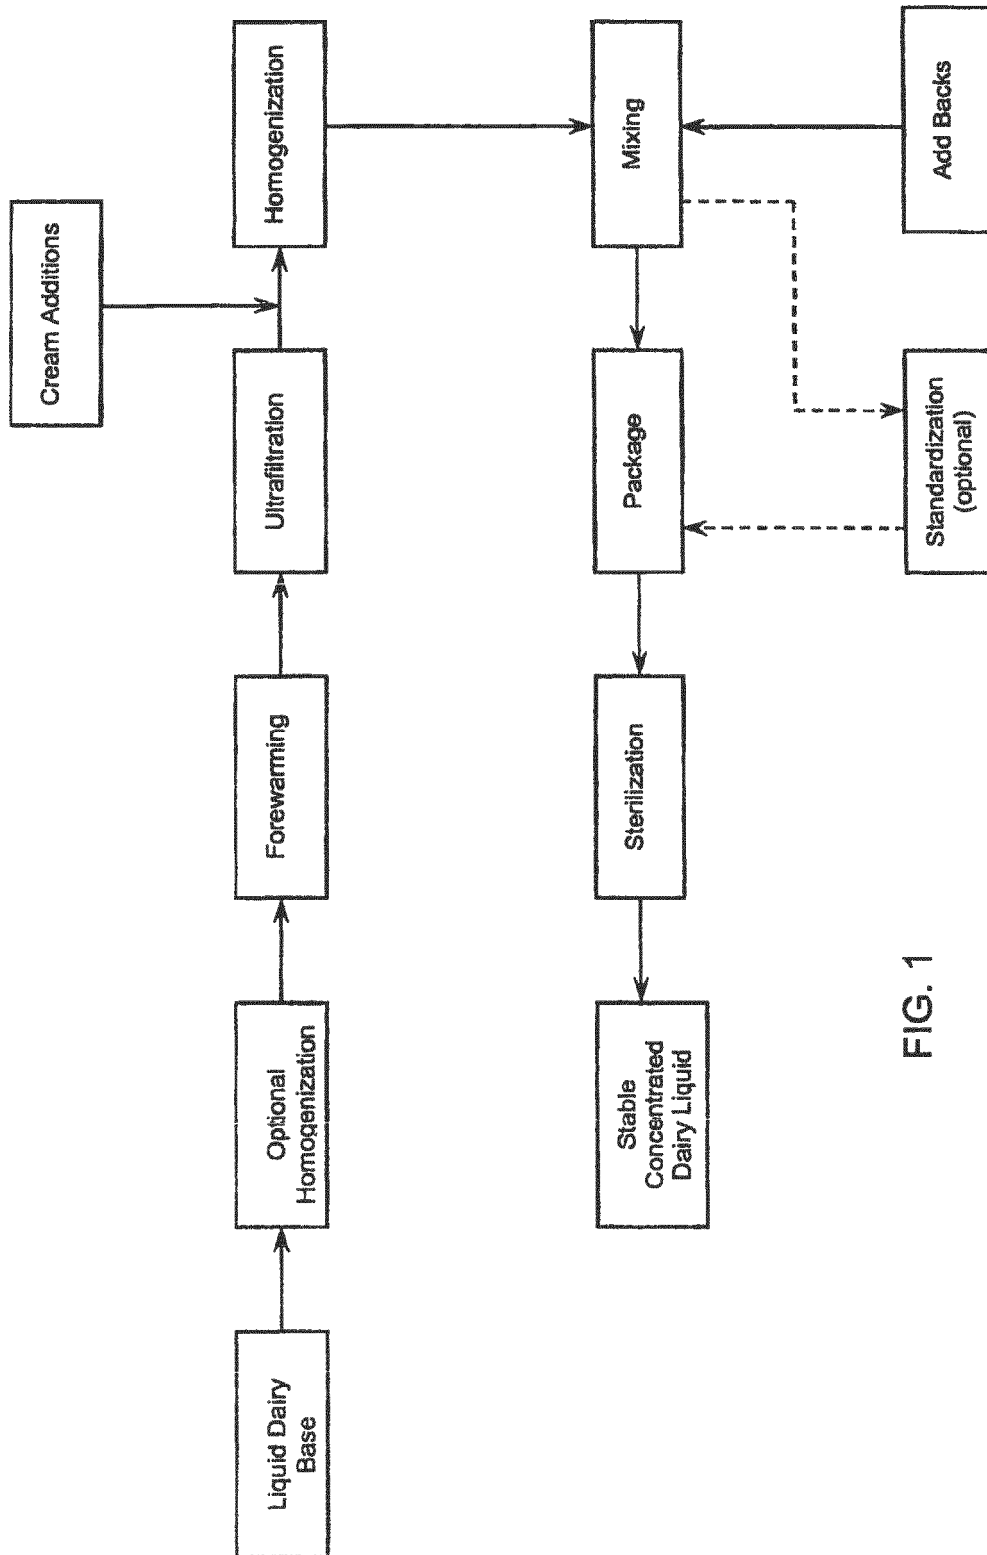 Liquid Dairy
Base
Optional
Homogenization
Forewarming
Ultrafiltration
Cream Additions
Homogenization
Mixing
Add Backs
Standardization
(optional)
Package
Sterilization
Stable
Concentrated
Dairy Liquid
FIG. 1